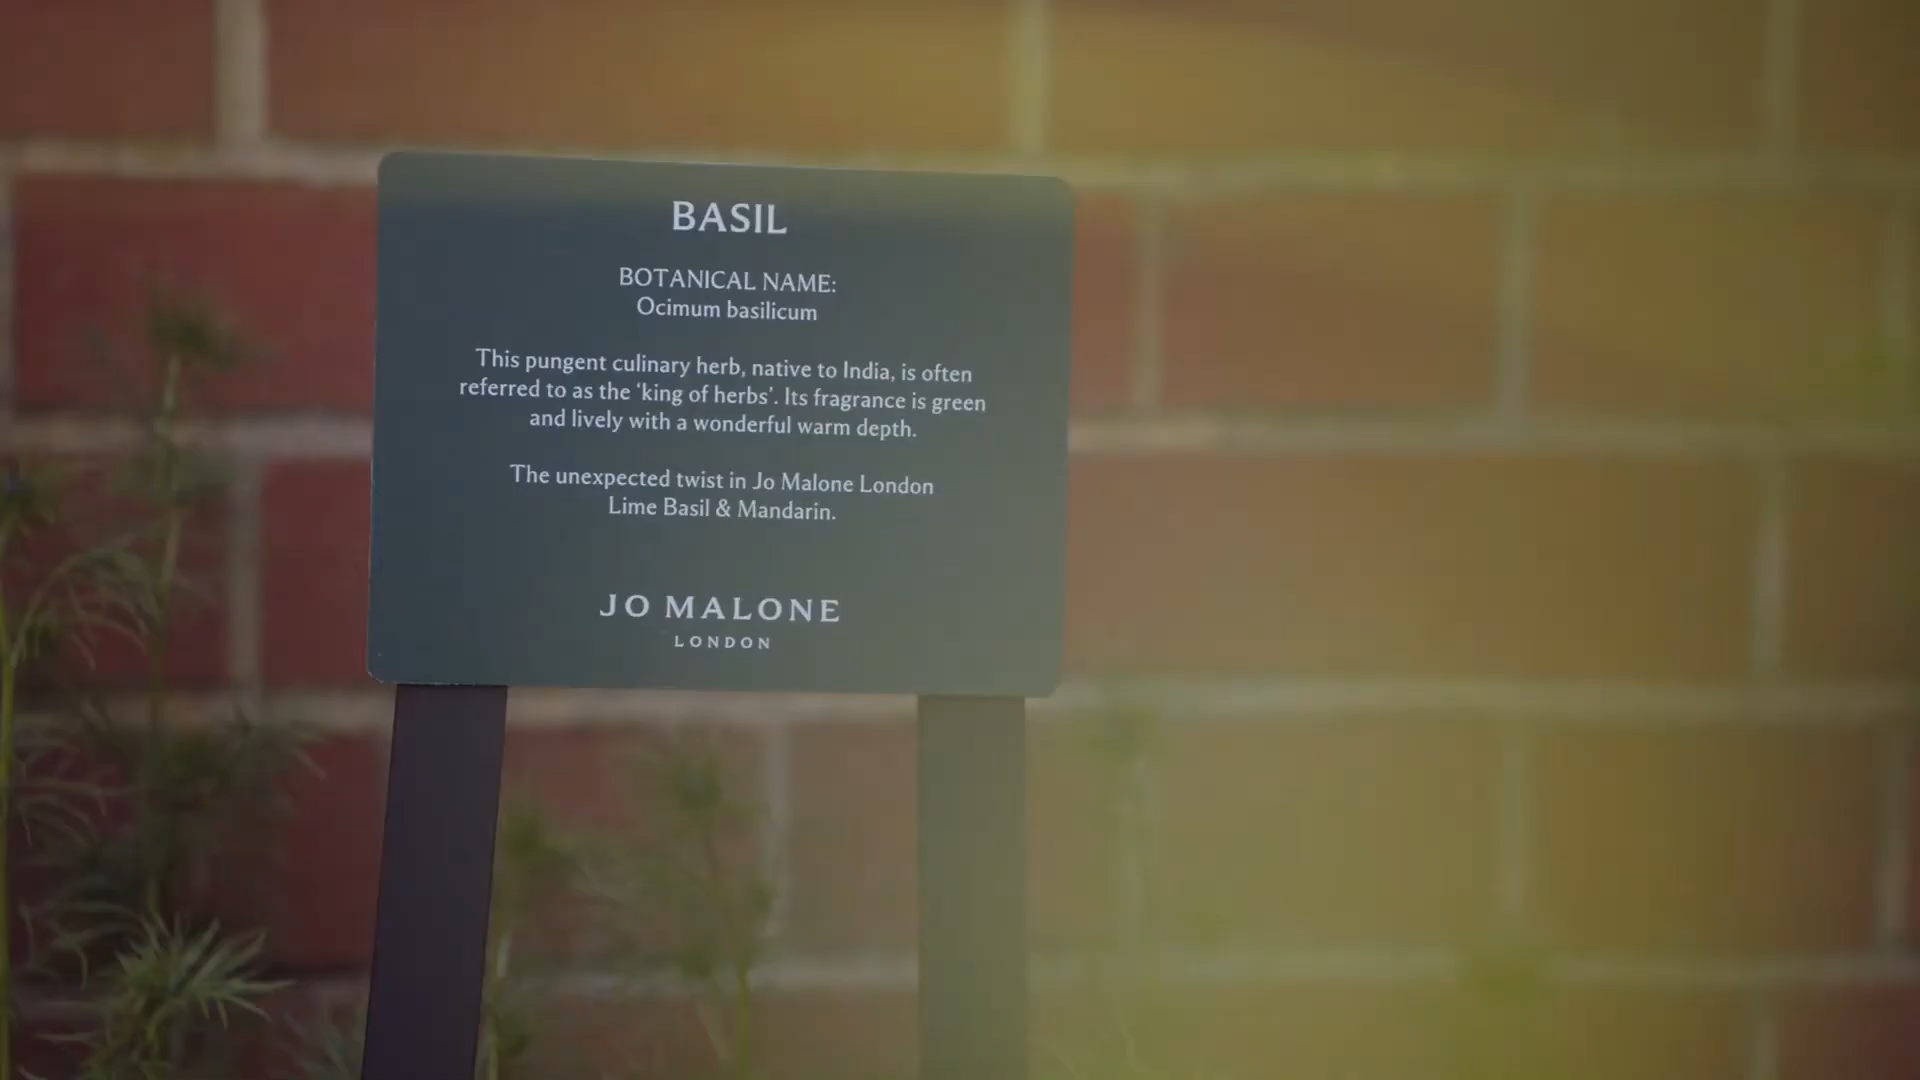 BASIL
BOTANICAL NAME:
Ocimum basilicum
This pungent culinary herb, native to India, is often
referred to as the ‘king of herbs’. Its fragrance is green
and lively with a wonderful warm depth.
The unexpected twist in Jo Malone London
Lime Basil & Mandarin.
JO MALONE
LONDON